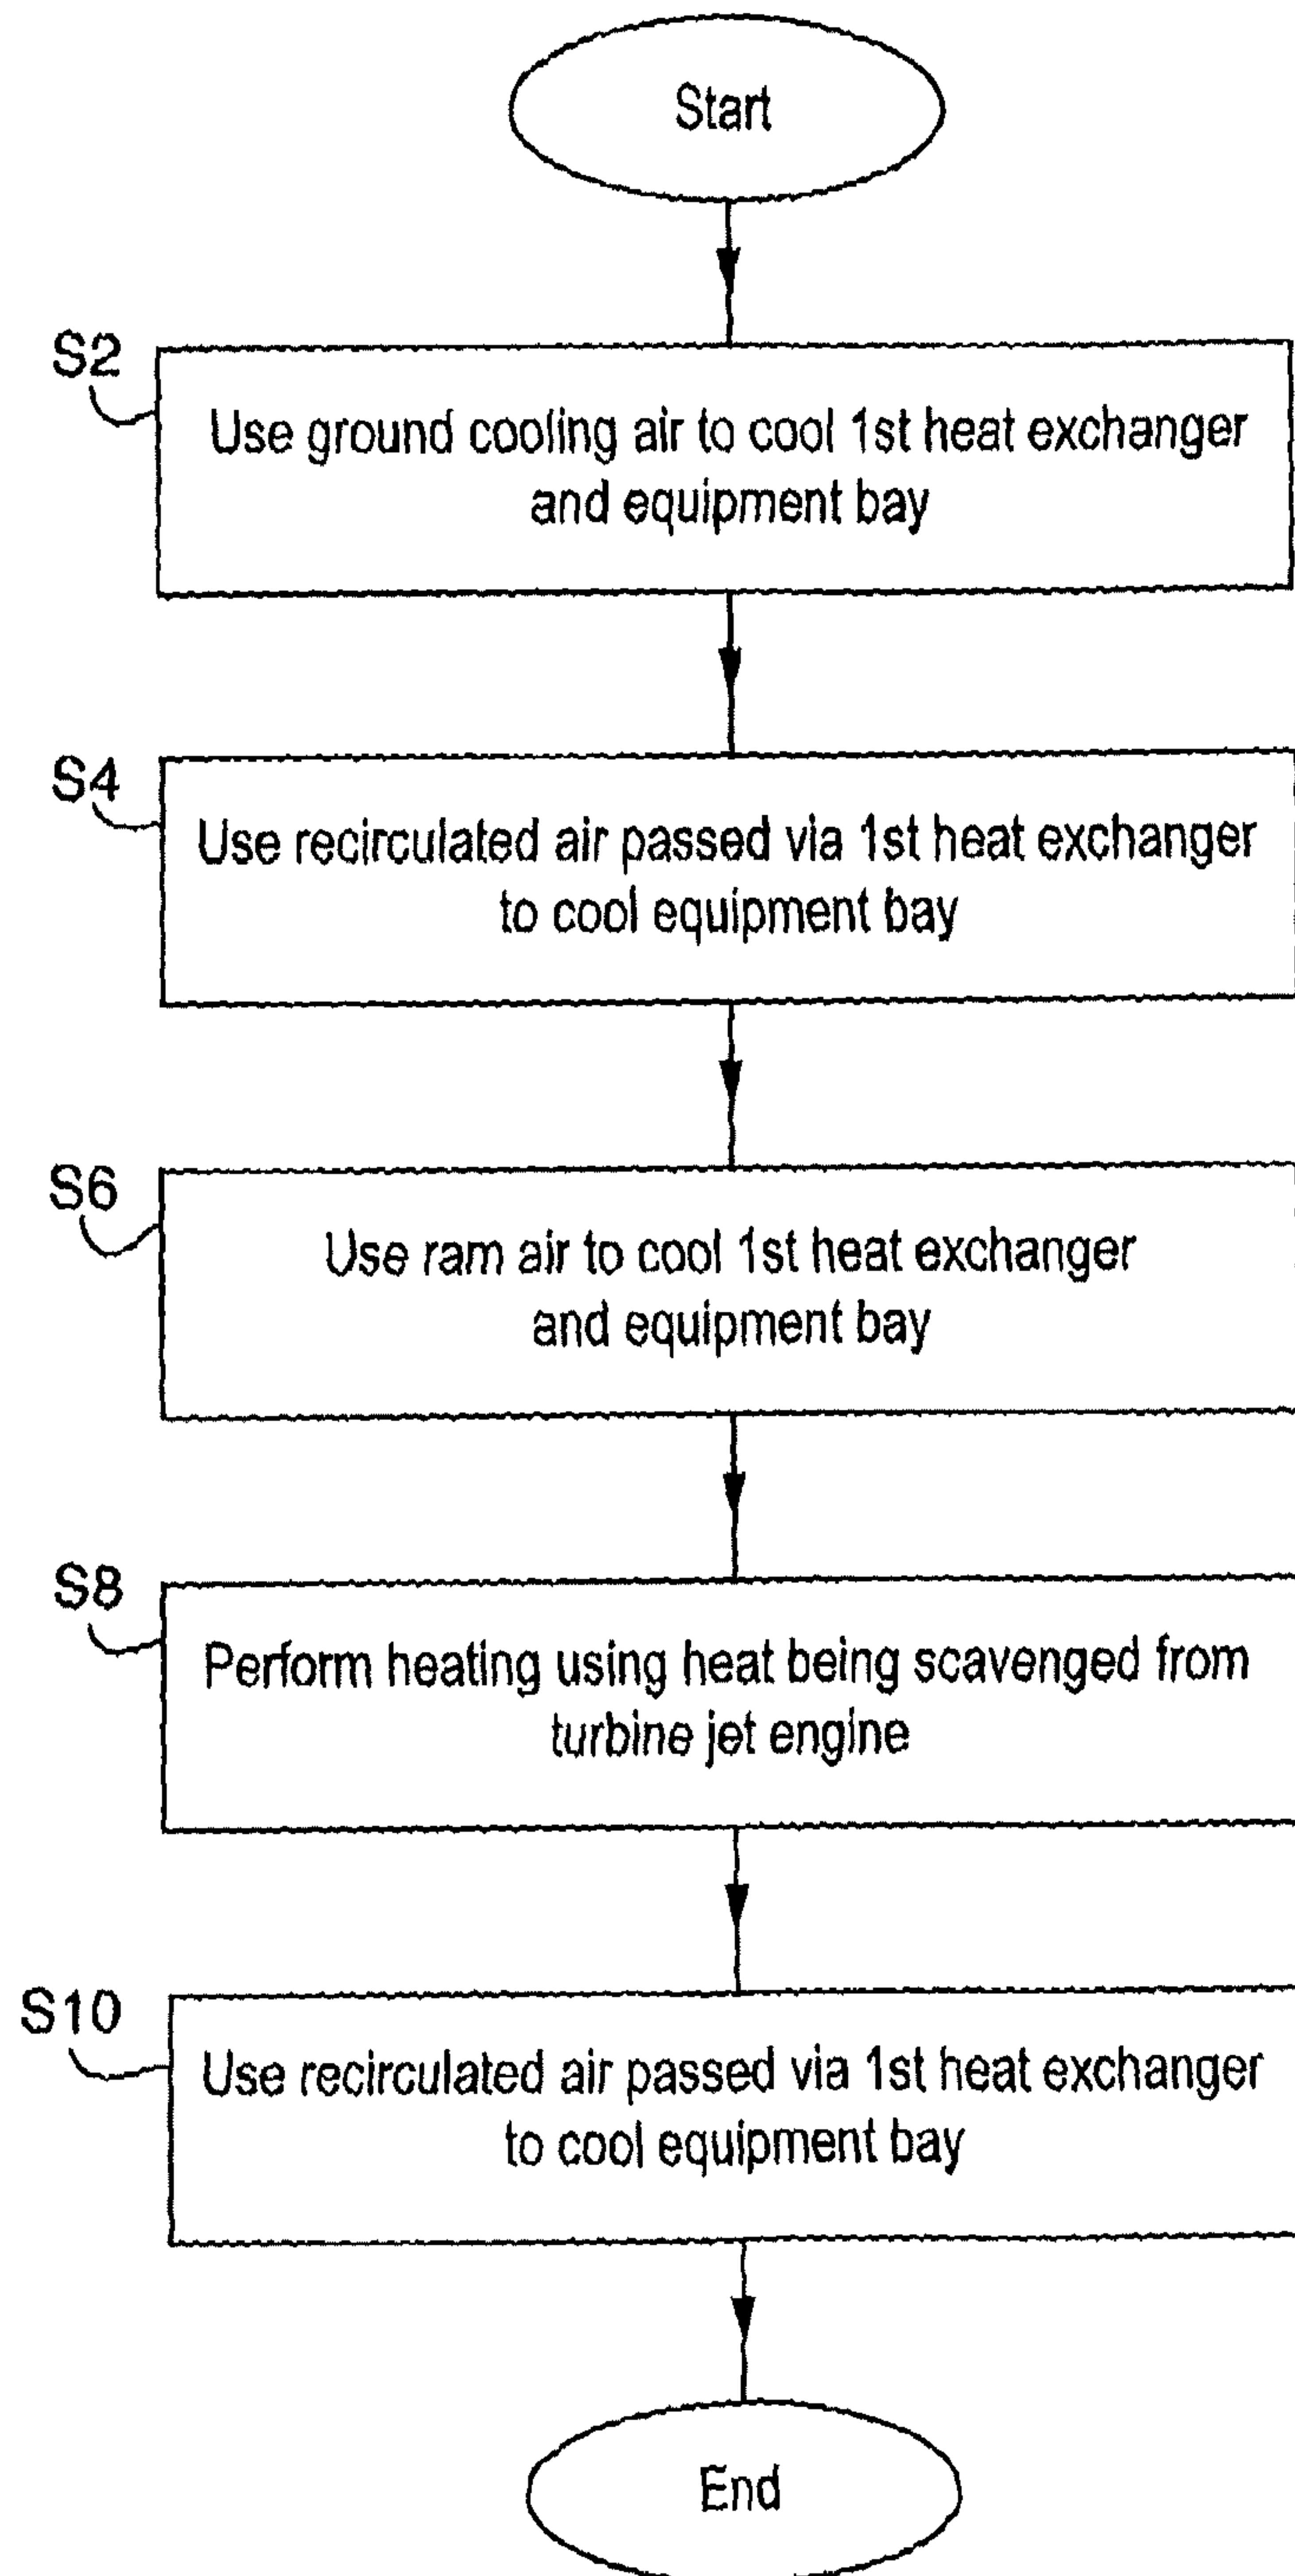 Start
S2
Use ground cooling air to cool 1st heat exchanger
and equipment bay
S4
Use recirculated air passed via 1st heat exchanger
to cool equipment bay
S6
Use ram air to cool 1st heat exchanger
and equipment bay
S8
Perform heating using heat being scavenged from
turbine jet engine
S10
Use recirculated air passed via 1st heat exchanger
to cool equipment bay
End